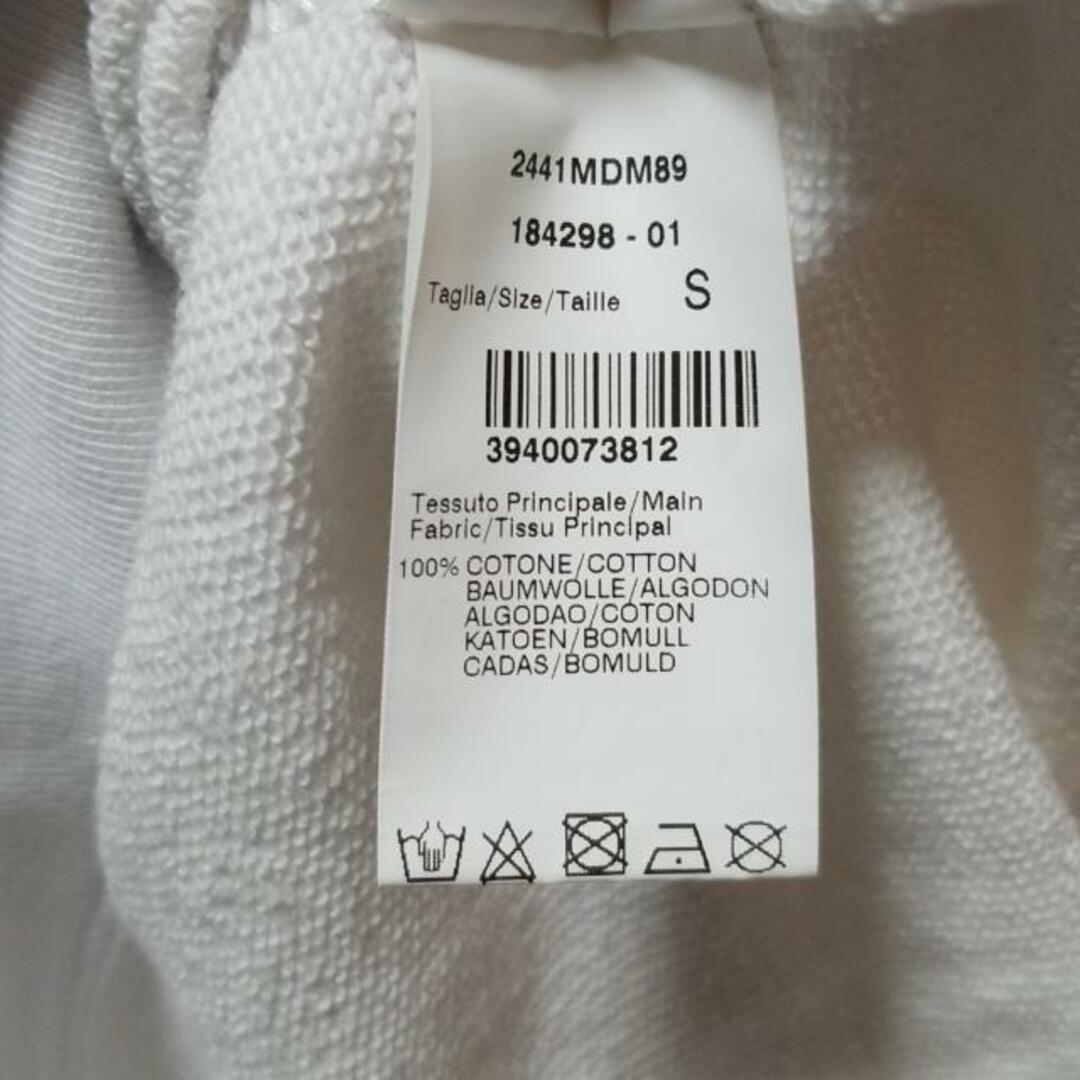 2441MDM89
184298 - 01
Taglia/Size/Taille S
3940073812
Tessuto Principale/Main
Fabric/Tissu Principal
100% COTONE/COTTON
BAUMWOLLE/ALGODON
ALGODAO/COTON
KATOEN/BOMULL
CADAS/BOMULD